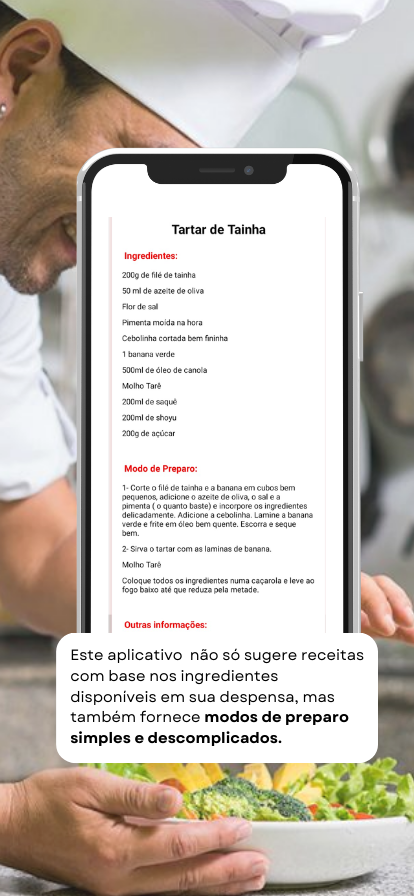 Tartar de Tainha
Ingredientes:
200g de filé de tainha
50 ml de azeite de oliva
Flor de sal
Pimenta moída na hora
Cebolinha cortada bem fininha
1 banana verde
500ml de óleo de canola
Molho Tarê
200ml de saquê
200ml de shoyu
200g de açúcar
Modo de Preparo:
1- Corte o filé de tainha e a banana em cubos bem
pequenos, adicione o azeite de oliva, o sal e a
pimenta ( o quanto baste) e incorpore os ingredientes
delicadamente. Adicione a cebolinha. Lamine a banana
verde e frite em óleo bem quente. Escorra e seque
bem.
2- Sirva o tartar com as laminas de banana.
Molho Tarê
Coloque todos os ingredientes numa caçarola e leve ao
fogo baixo até que reduza pela metade.
Outras informações:
Este aplicativo não só sugere receitas
com base nos ingredientes
disponíveis em sua despensa, mas
também fornece modos de preparo
simples e descomplicados.